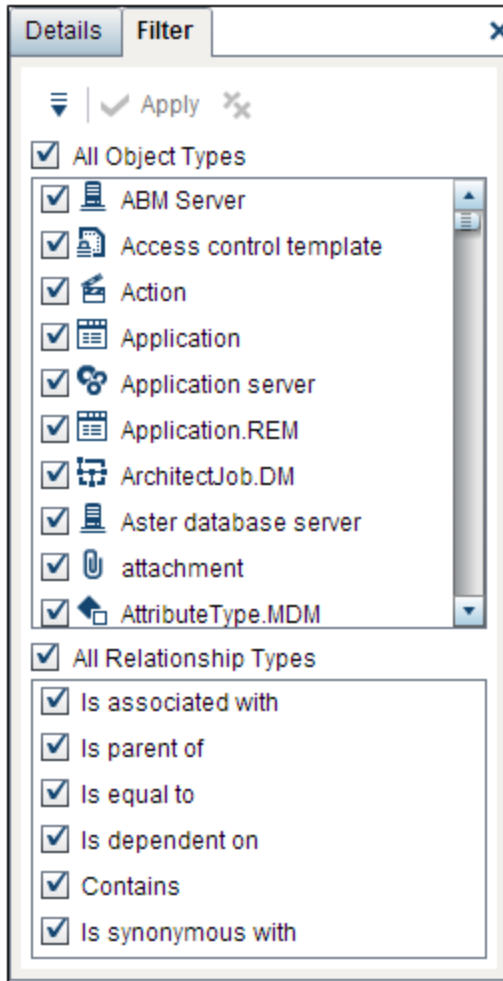 Details Filter
Apply
All Object Types
ABM Server
Access control template
Action
Application
Application server
Application.REM
ArchitectJob.DM
Aster database server
attachment
AttributeType.MDM
All Relationship Types
Is associated with
Is parent of
Is equal to
Is dependent on
Contains
Is synonymous with